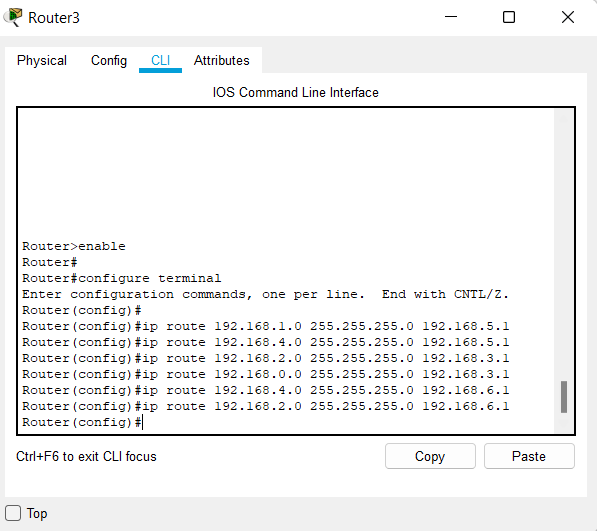 Router3
Physical Config CLI Attributes
IOS Command Line Interface
Router>enable
Router#
Router#configure terminal
Enter configuration commands, one per line.  End with CNTL/Z.
Router(config)#
Router(config)#ip route 192.168.1.0 255.255.255.0 192.168.5.1
Router(config)#ip route 192.168.4.0 255.255.255.0 192.168.5.1
Router(config)#ip route 192.168.2.0 255.255.255.0 192.168.3.1
Router(config)#ip route 192.168.0.0 255.255.255.0 192.168.3.1
Router(config)#ip route 192.168.4.0 255.255.255.0 192.168.6.1
Router(config)#ip route 192.168.2.0 255.255.255.0 192.168.6.1
Router(config)#
Ctrl+F6 to exit CLI focus Copy Paste
Top